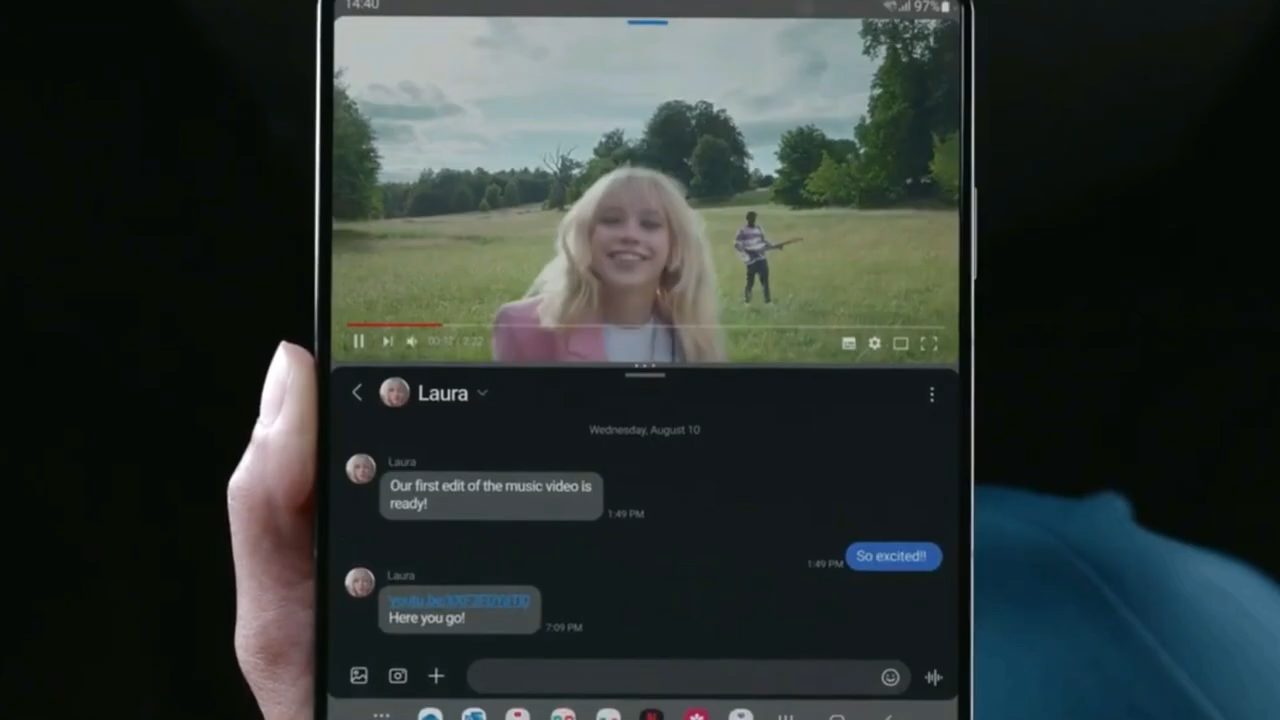 14:40
97%
Laura
Wednesday, August 10
Laura
Our first edit of the music video is
ready!
1:49 PM
1:49 PM
So excited!!
Laura
Here you go!
7:09 PM